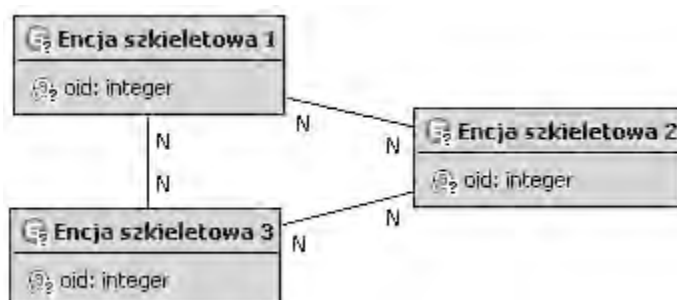 Encja szkieletowa 1
oid: integer
N
N
N
N
Encja szkieletowa 2
oid: integer
N
N
Encja szkieletowa 3
oid: integer